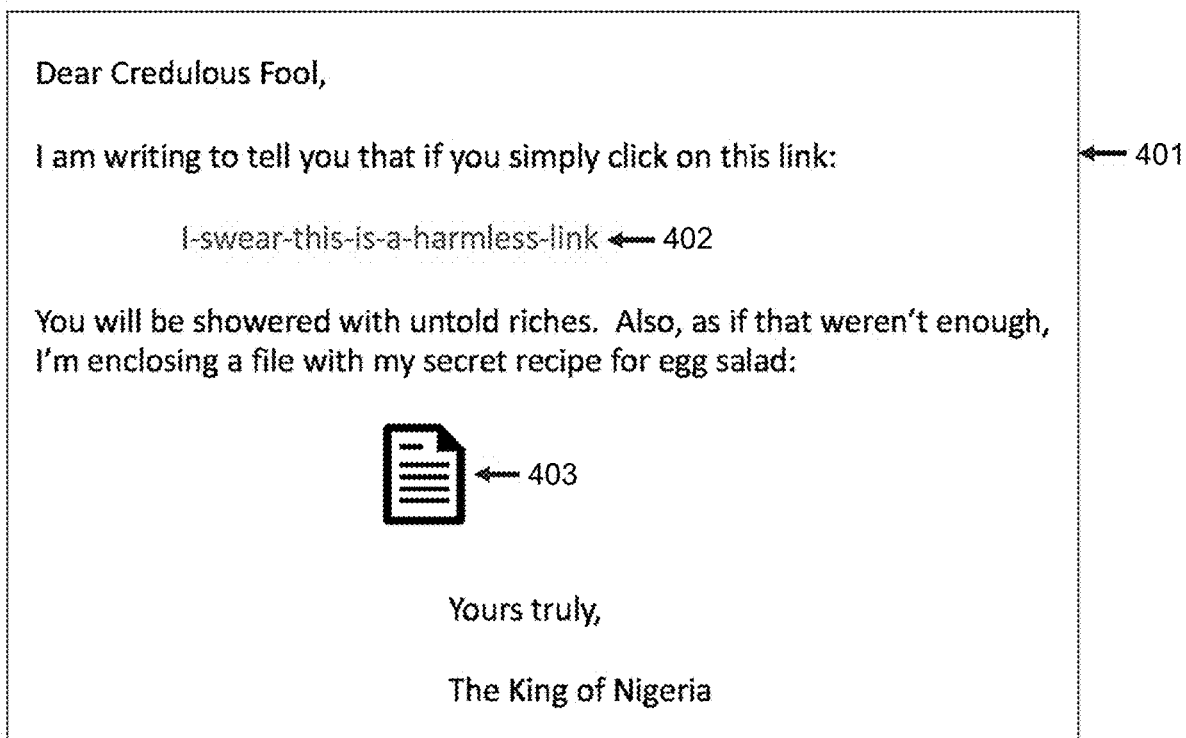 Dear Credulous Fool,
I am writing to tell you that if you simply click on this link:
401
I-swear-this-is-a-harmless-link
402
You will be showered with untold riches.  Also, as if that weren't enough,
I'm enclosing a file with my secret recipe for egg salad:
403
Yours truly,
The King of Nigeria